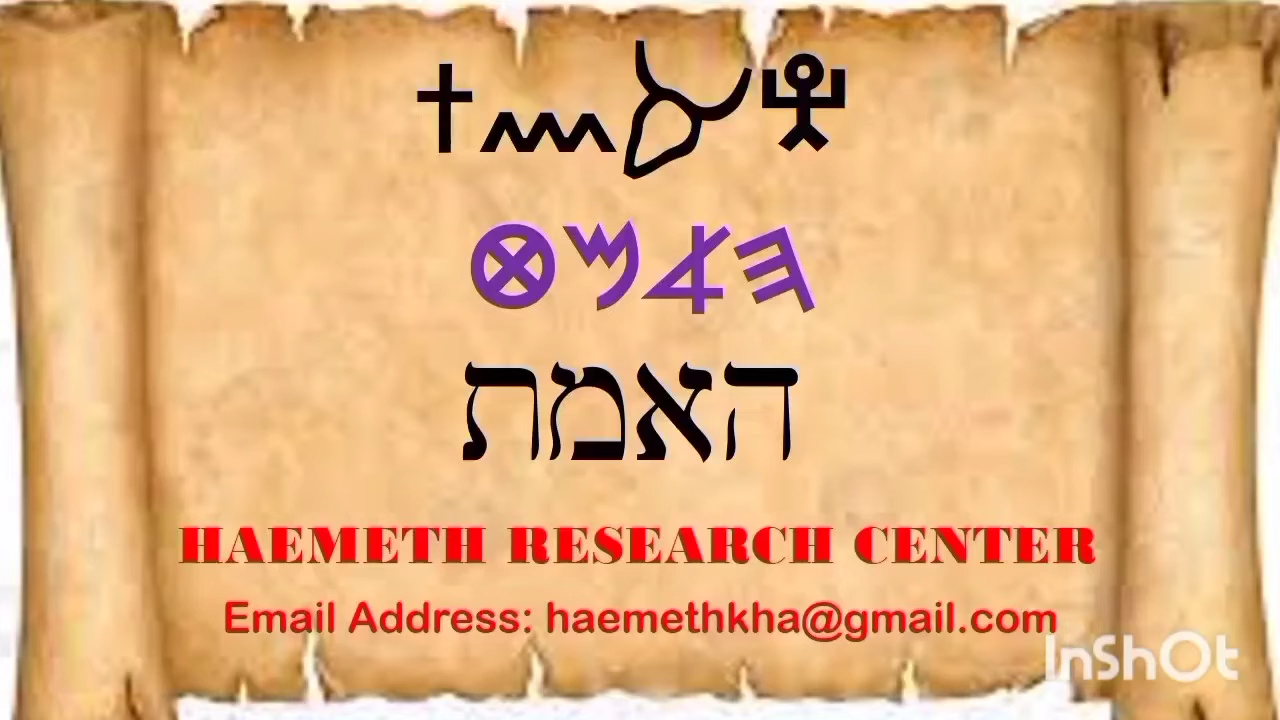 𐤄𐤀𐤌𐤈
האמת
HAEMETH RESEARCH CENTER
Email Address: haemethkha@gmail.com
InShOt